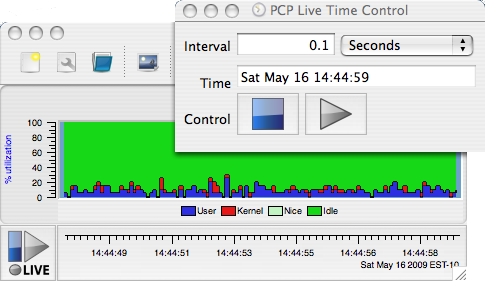 PCP Live Time Control
Interval 0.1 Seconds
Time Sat May 16 14:44:59
Control
% utilization
100
80
60
40
20
0
User Kernel Nice Idle
LIVE
14:44:49 14:44:51 14:44:53 14:44:55 14:44:56 14:44:58
Sat May 16 2009 EST-10